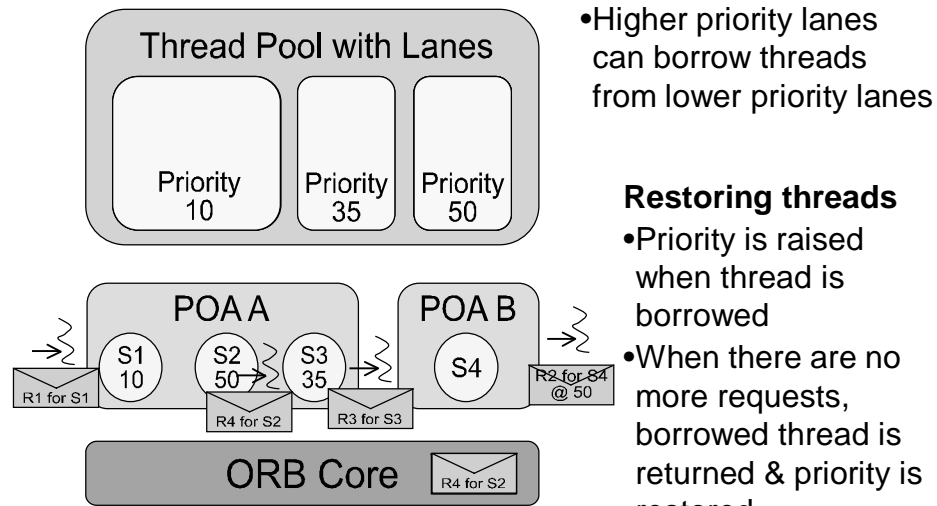 Thread Pool with Lanes
Priority
10
Priority
35
Priority
50
•Higher priority lanes
can borrow threads
from lower priority lanes
Restoring threads
•Priority is raised
when thread is
borrowed
•When there are no
more requests,
borrowed thread is
returned & priority is
restored
POA A
POA B
S1
10
S2
50
S3
35
S4
R1 for S1
R4 for S2
R3 for S3
R2 for S4
@ 50
ORB Core
R4 for S2